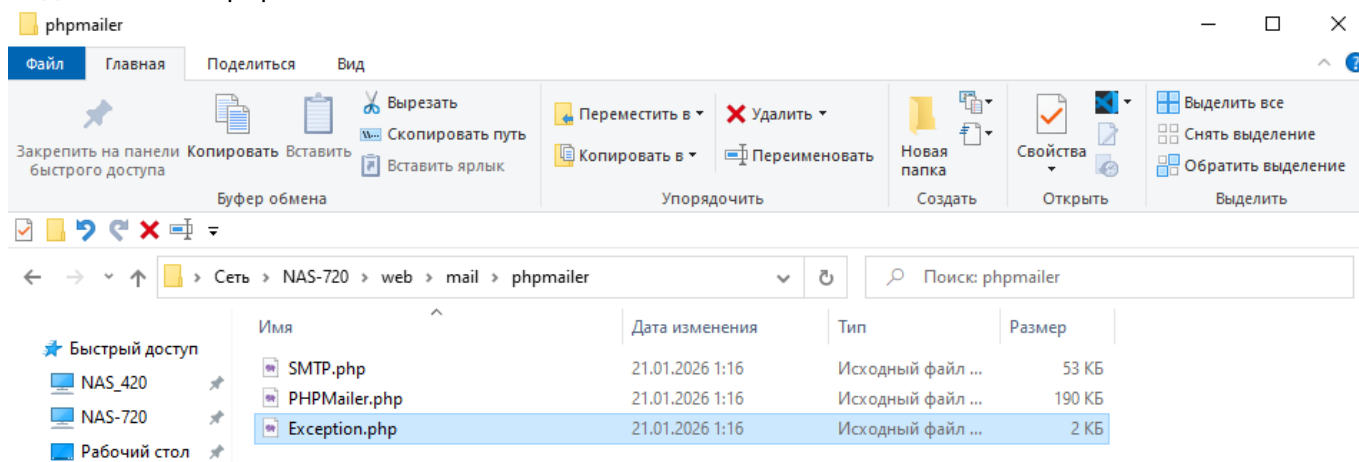 phpmailer
Файл Главная Поделиться Вид
Закрепить на панели быстрого доступа
Копировать
Вставить
Вырезать
Скопировать путь
Вставить ярлык
Буфер обмена
Переместить в
Копировать в
Удалить
Переименовать
Упорядочить
Новая папка
Создать
Свойства
Открыть
Выделить все
Снять выделение
Обратить выделение
Выделить
Сеть > NAS-720 > web > mail > phpmailer
Поиск: phpmailer
Быстрый доступ
NAS_420
NAS-720
Рабочий стол
Имя Дата изменения Тип Размер
SMTP.php 21.01.2026 1:16 Исходный файл ... 53 КБ
PHPMailer.php 21.01.2026 1:16 Исходный файл ... 190 КБ
Exception.php 21.01.2026 1:16 Исходный файл ... 2 КБ